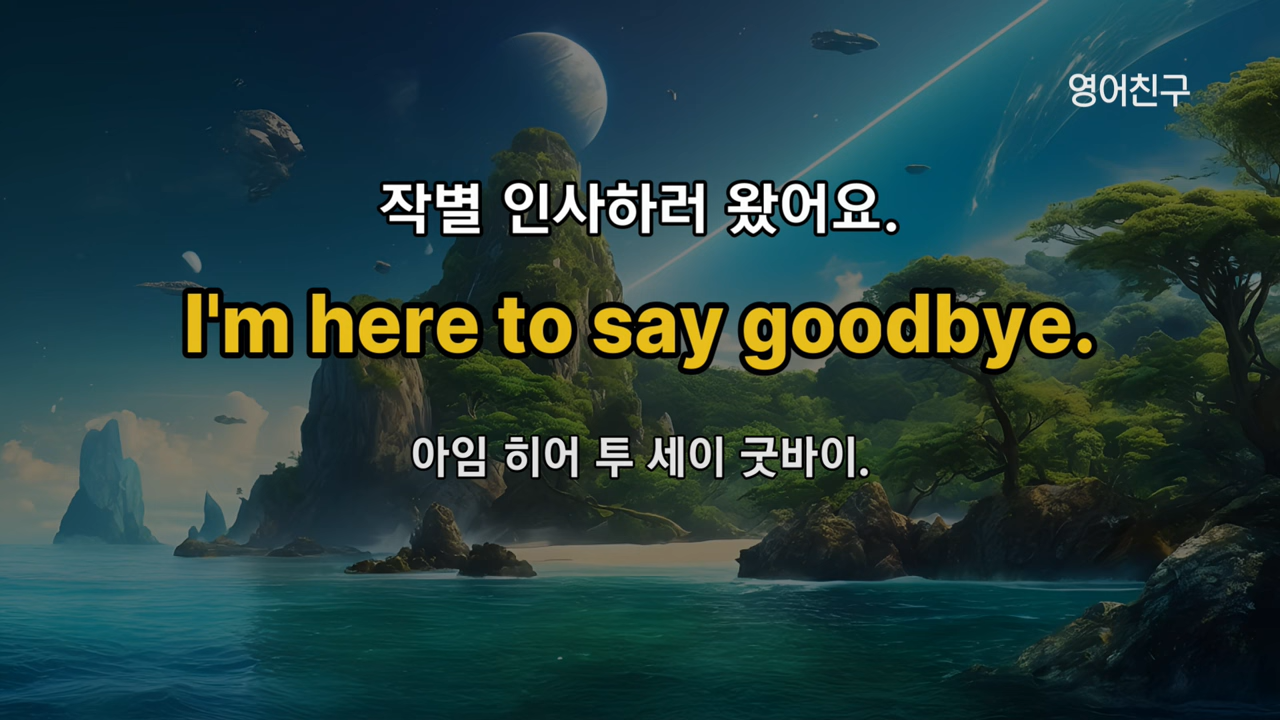 영어친구
작별 인사하러 왔어요.
I'm here to say goodbye.
아임 히어 투 세이 굿바이.